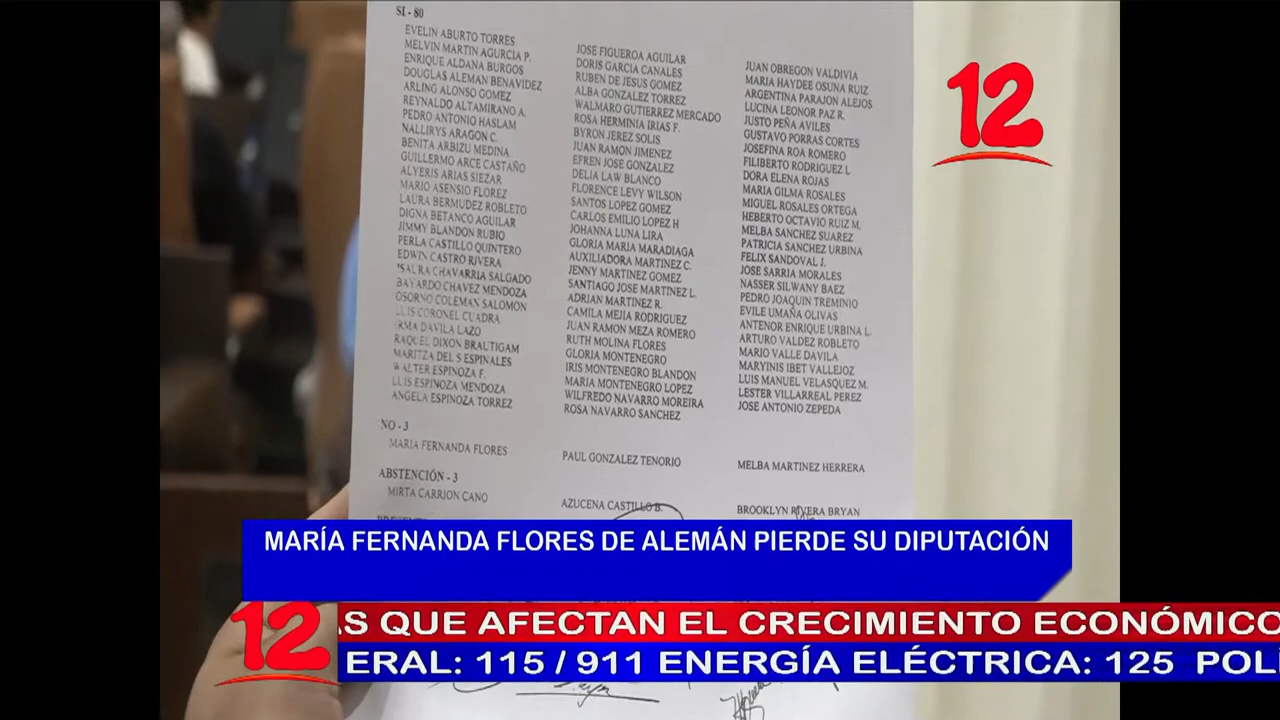 SI - 80
EVELIN ABURTO TORRES
MELVIN MARTIN AGURCIA P.
ENRIQUE ALDANA BURGOS
DOUGLAS ALEMAN BENAVIDEZ
ARLING ALONSO GOMEZ
REYNALDO ALTAMIRANO A.
PEDRO ANTONIO HASLAM
NALLIRYS ARAGON C.
BENITA ARBIZU MEDINA
GUILLERMO ARCE CASTAÑO
ALYERIS ARIAS SIEZAR
MARIO ASENSIO FLOREZ
LAURA BERMUDEZ ROBLETO
DIGNA BETANCO AGUILAR
JIMMY BLANDON RUBIO
PERLA CASTILLO QUINTERO
EDWIN CASTRO RIVERA
ISAURA CHAVARRIA SALGADO
BAYARDO CHAVEZ MENDOZA
OSORNO COLEMAN SALOMON
LUIS CORONEL CUADRA
IRMA DAVILA LAZO
RAQUEL DIXON BRAUTIGAM
MARITZA DEL S ESPINALES
WALTER ESPINOZA F.
LUIS ESPINOZA MENDOZA
ANGELA ESPINOZA TORREZ
JOSE FIGUEROA AGUILAR
DORIS GARCIA CANALES
RUBEN DE JESUS GOMEZ
ALBA GONZALEZ TORREZ
WALMARO GUTIERREZ MERCADO
ROSA HERMINIA IRIAS F.
BYRON JEREZ SOLIS
JUAN RAMON JIMENEZ
EFREN JOSE GONZALEZ
DELIA LAW BLANCO
FLORENCE LEVY WILSON
SANTOS LOPEZ GOMEZ
CARLOS EMILIO LOPEZ H
JOHANNA LUNA LIRA
GLORIA MARIA MARADIAGA
AUXILIADORA MARTINEZ C.
JENNY MARTINEZ GOMEZ
SANTIAGO JOSE MARTINEZ L.
ADRIAN MARTINEZ R.
CAMILA MEJIA RODRIGUEZ
JUAN RAMON MEZA ROMERO
RUTH MOLINA FLORES
GLORIA MONTENEGRO
IRIS MONTENEGRO BLANDON
MARIA MONTENEGRO LOPEZ
WILFREDO NAVARRO MOREIRA
ROSA NAVARRO SANCHEZ
JUAN OBREGON VALDIVIA
MARIA HAYDEE OSUNA RUIZ
ARGENTINA PARAJON ALEJOS
LUCINA LEONOR PAZ R.
JUSTO PEÑA AVILES
GUSTAVO PORRAS CORTES
JOSEFINA ROA ROMERO
FILIBERTO RODRIGUEZ L
DORA ELENA ROJAS
MARIA GILMA ROSALES
MIGUEL ROSALES ORTEGA
HEBERTO OCTAVIO RUIZ M.
MELBA SANCHEZ SUAREZ
PATRICIA SANCHEZ URBINA
FELIX SANDOVAL J.
JOSE SARRIA MORALES
NASSER SILWANY BAEZ
PEDRO JOAQUIN TREMINIO
EVILE UMAÑA OLIVAS
ANTENOR ENRIQUE URBINA L.
ARTURO VALDEZ ROBLETO
MARIO VALLE DAVILA
MARYINIS IBET VALLEJOZ
LUIS MANUEL VELASQUEZ M.
LESTER VILLARREAL PEREZ
JOSE ANTONIO ZEPEDA
NO - 3
MARIA FERNANDA FLORES
PAUL GONZALEZ TENORIO
MELBA MARTINEZ HERRERA
ABSTENCIÓN - 3
MIRTA CARRION CANO
AZUCENA CASTILLO B.
BROOKLYN RIVERA BRYAN
12
MARÍA FERNANDA FLORES DE ALEMÁN PIERDE SU DIPUTACIÓN
12
AS QUE AFECTAN EL CRECIMIENTO ECONÓMICO
ERAL: 115 / 911 ENERGÍA ELÉCTRICA: 125 POLÍ